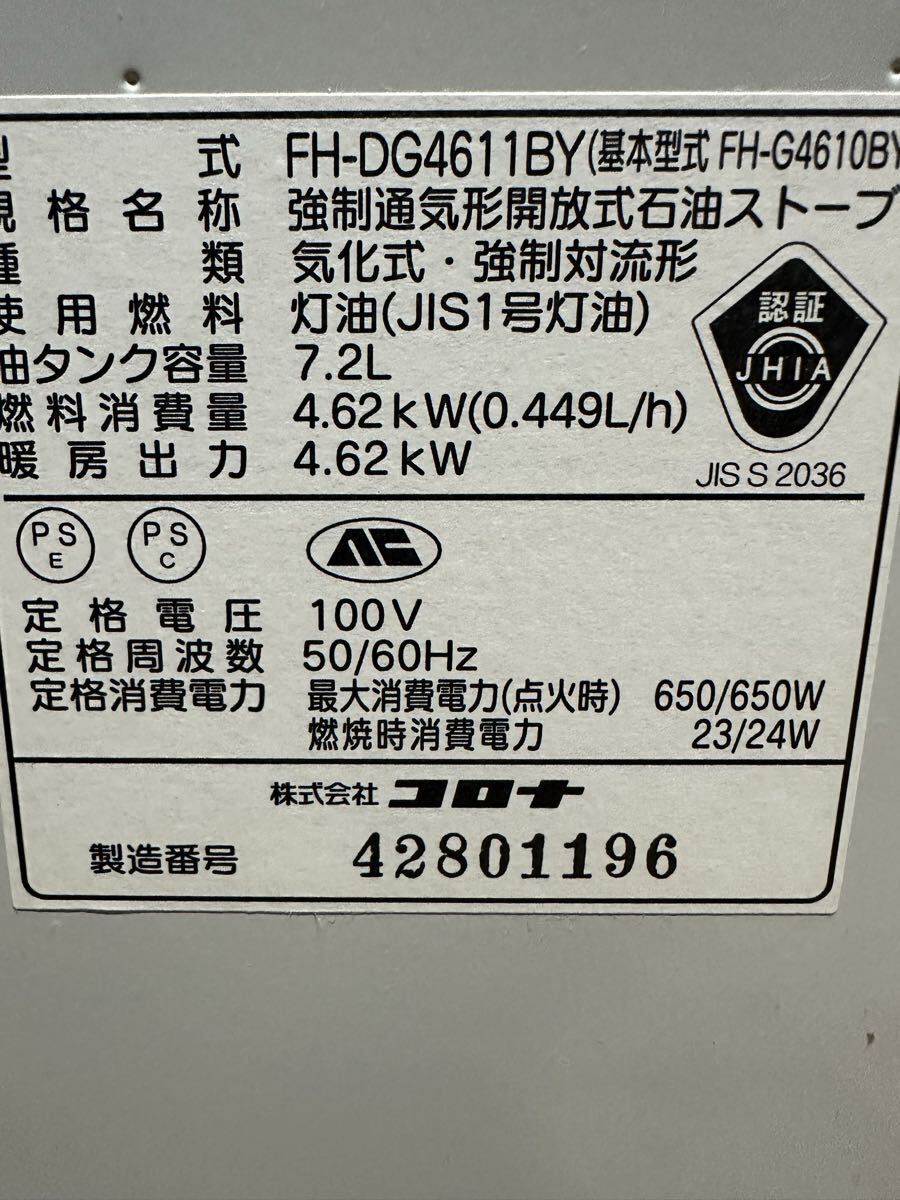 型式 FH-DG4611BY(基本型式 FH-G4610BY
規格名称 強制通気形開放式石油ストーブ
種類 気化式・強制対流形
使用燃料 灯油(JIS1号灯油)
油タンク容量 7.2L
燃料消費量 4.62kW(0.449L/h)
暖房出力 4.62kW
認証
JHIA
JIS S 2036
PS E PS C
定格電圧 100V
定格周波数 50/60Hz
定格消費電力 最大消費電力(点火時) 650/650W
燃焼時消費電力 23/24W
株式会社 コロナ
製造番号 42801196